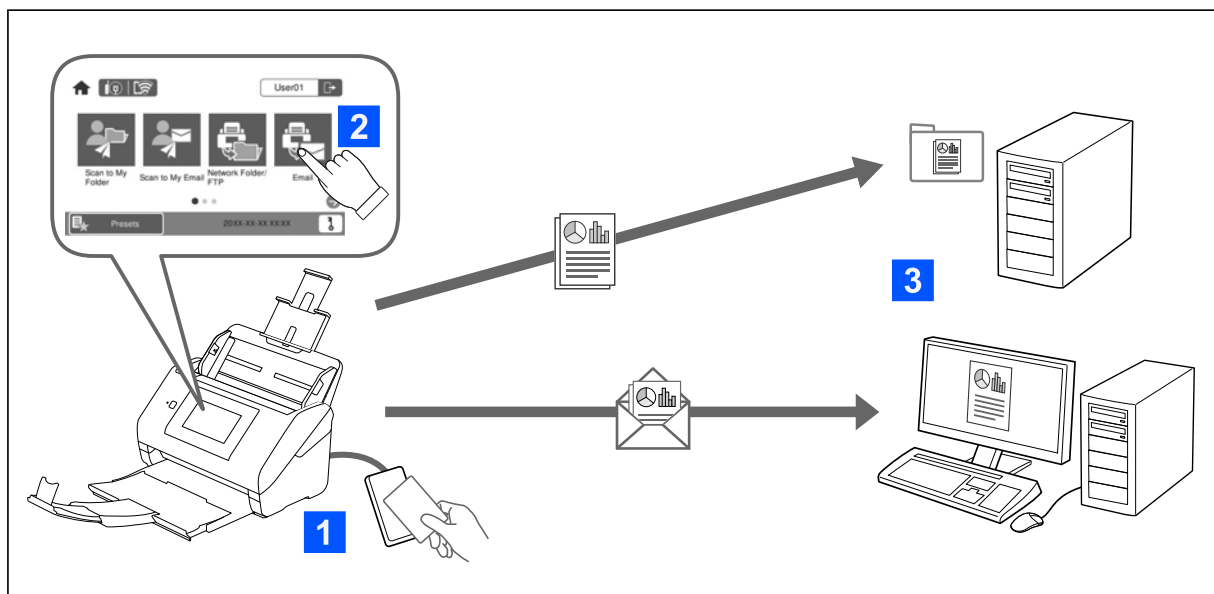 User01
2
Scan to My
Folder
Scan to My Email
Network Folder/
FTP
Email
Presets
20XX-XX-XX XX:XX
3
1